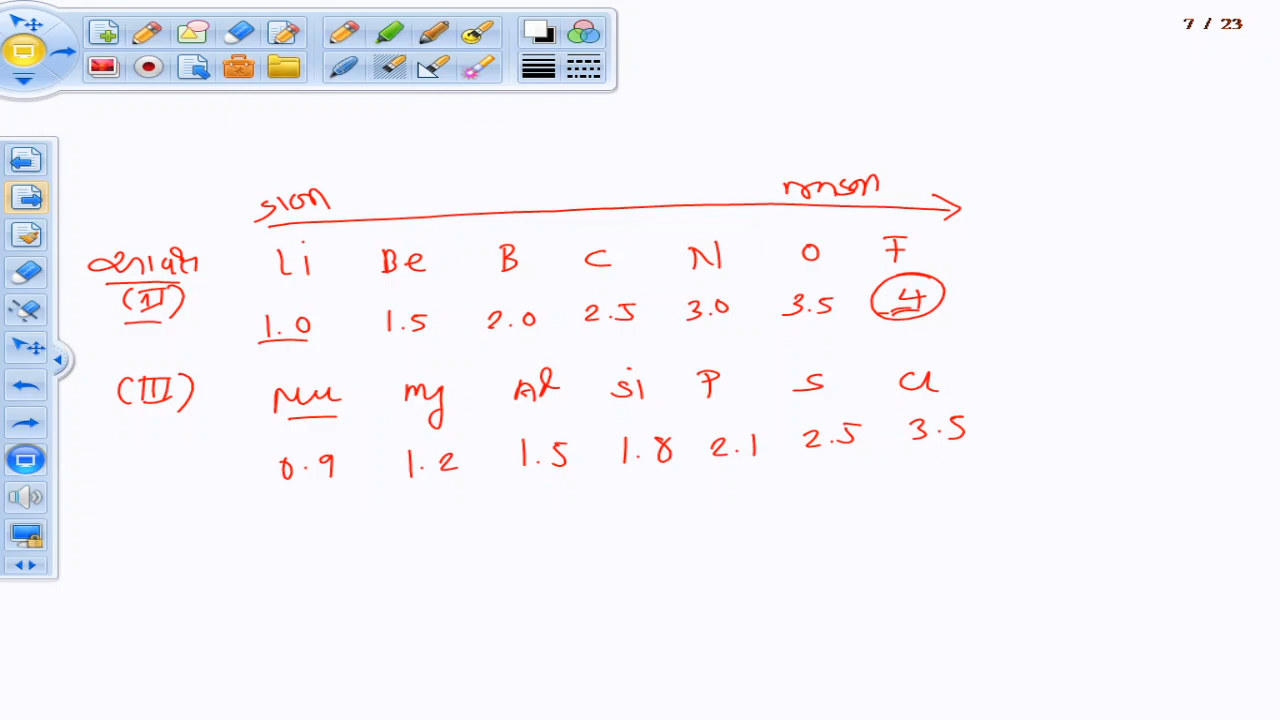 7 / 23
આવર્ત Li Be B C N O F
(II) 1.0 1.5 2.0 2.5 3.0 3.5 4
(III) Na Mg Al Si P S Cl
0.9 1.2 1.5 1.8 2.1 2.5 3.5